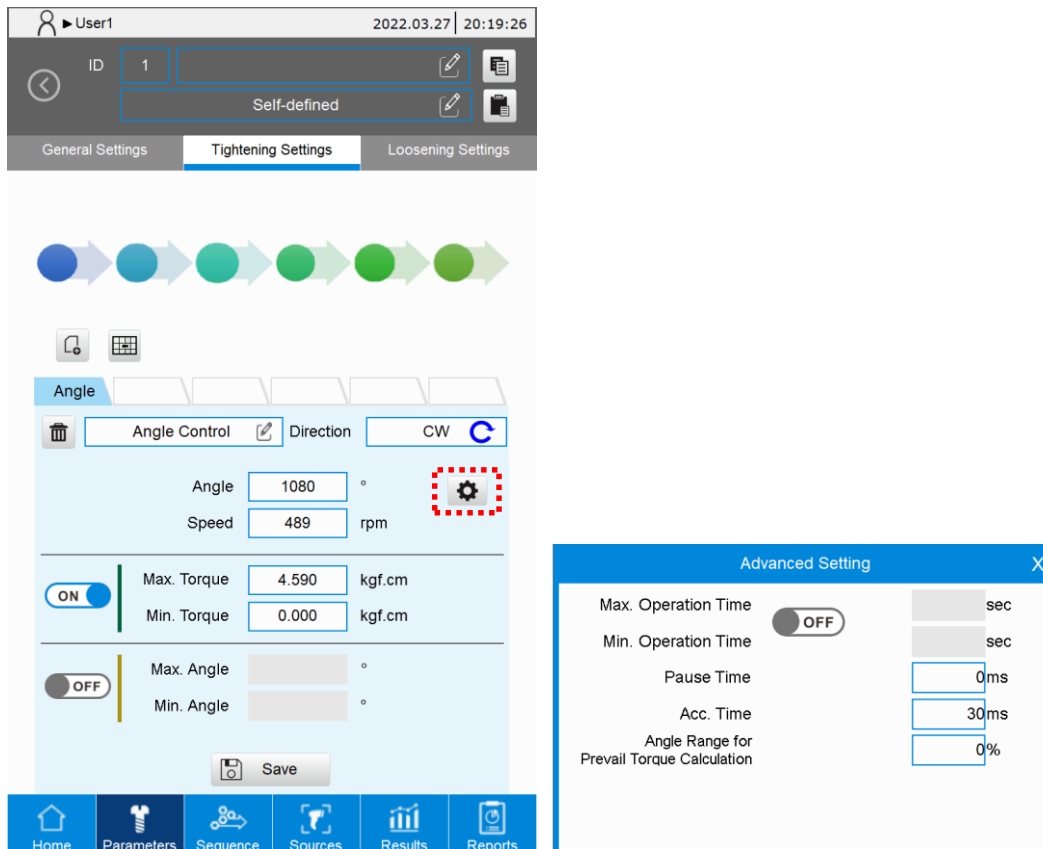 ►User1 2022.03.27 20:19:26
ID 1
Self-defined
General Settings Tightening Settings Loosening Settings
Angle
Angle Control Direction CW
Angle 1080 °
Speed 489 rpm
ON
Max. Torque 4.590 kgf.cm
Min. Torque 0.000 kgf.cm
OFF
Max. Angle °
Min. Angle °
Save
Home Parameters Sequence Sources Results Reports
Advanced Setting X
Max. Operation Time sec
OFF
Min. Operation Time sec
Pause Time 0 ms
Acc. Time 30 ms
Angle Range for
Prevail Torque Calculation 0 %